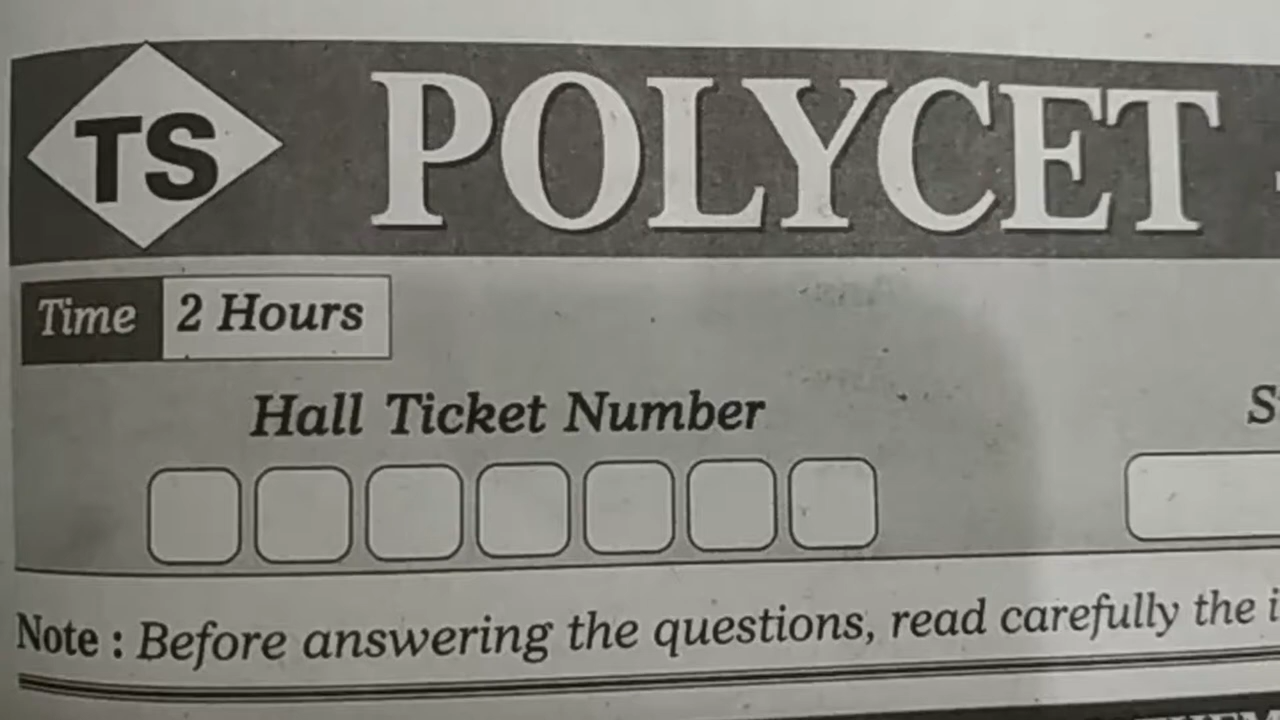 TS POLYCET
Time 2 Hours
Hall Ticket Number
Note : Before answering the questions, read carefully the